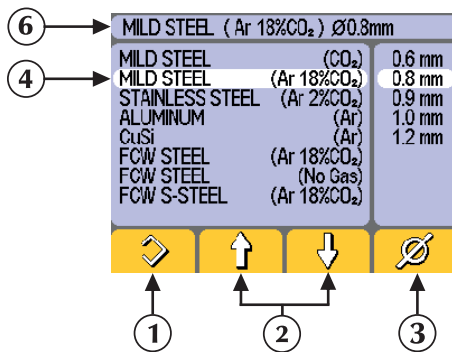 6 MILD STEEL ( Ar 18%CO₂ ) Ø0.8mm
MILD STEEL (CO₂) 0.6 mm
4 MILD STEEL (Ar 18%CO₂) 0.8 mm
STAINLESS STEEL (Ar 2%CO₂) 0.9 mm
ALUMINUM (Ar) 1.0 mm
CuSi (Ar) 1.2 mm
FCW STEEL (Ar 18%CO₂)
FCW STEEL (No Gas)
FCW S-STEEL (Ar 18%CO₂)
Ø
1 2 3